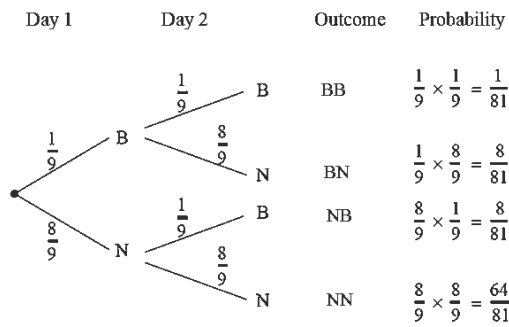 Day 1 Day 2 Outcome Probability
1/9 B BB 1/9 × 1/9 = 1/81
1/9 B 8/9 N BN 1/9 × 8/9 = 8/81
8/9 N 1/9 B NB 8/9 × 1/9 = 8/81
8/9 N NN 8/9 × 8/9 = 64/81